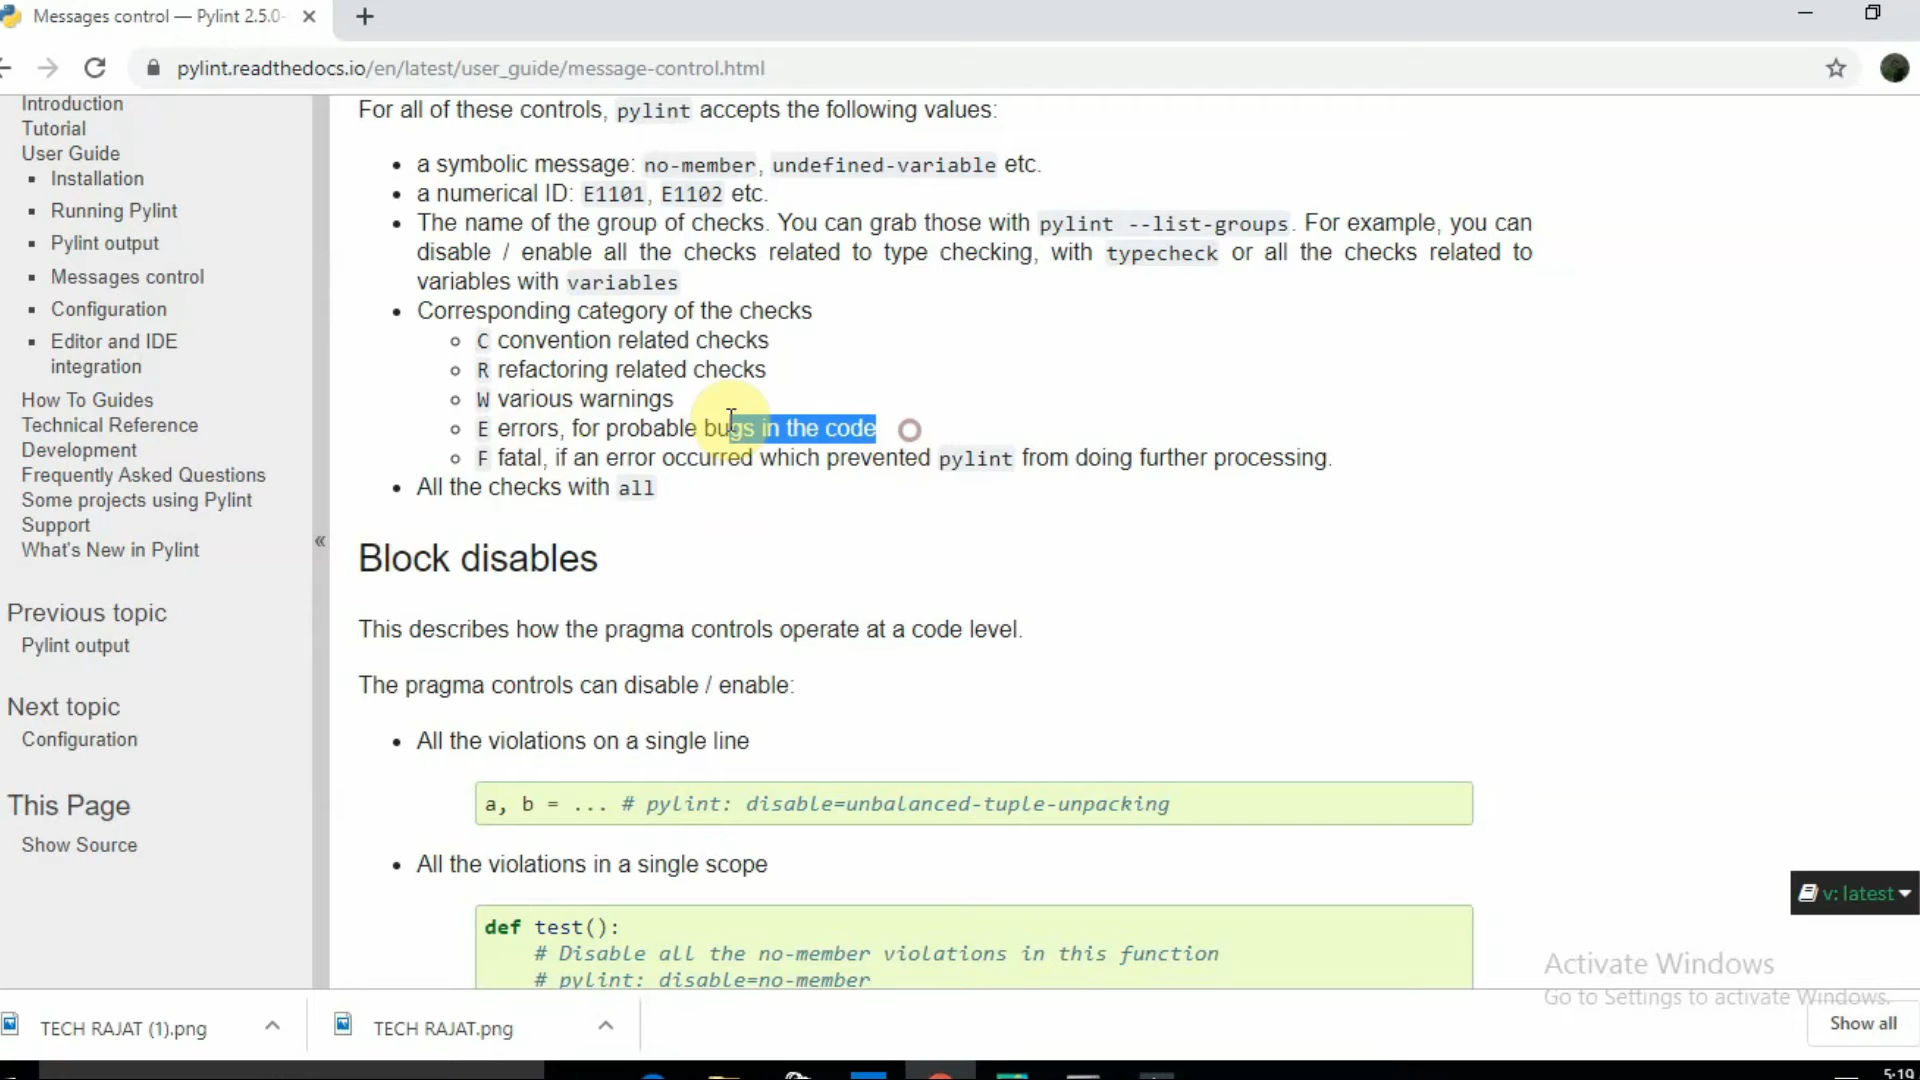 Messages control — Pylint 2.5.0-
pylint.readthedocs.io/en/latest/user_guide/message-control.html
Introduction
Tutorial
User Guide
Installation
Running Pylint
Pylint output
Messages control
Configuration
Editor and IDE
integration
How To Guides
Technical Reference
Development
Frequently Asked Questions
Some projects using Pylint
Support
What's New in Pylint
Previous topic
Pylint output
Next topic
Configuration
This Page
Show Source
«
For all of these controls, pylint accepts the following values:
a symbolic message: no-member, undefined-variable etc.
a numerical ID: E1101, E1102 etc.
The name of the group of checks. You can grab those with pylint --list-groups. For example, you can
disable / enable all the checks related to type checking, with typecheck or all the checks related to
variables with variables
Corresponding category of the checks
C convention related checks
R refactoring related checks
W various warnings
E errors, for probable bugs in the code
F fatal, if an error occurred which prevented pylint from doing further processing.
All the checks with all
Block disables
This describes how the pragma controls operate at a code level.
The pragma controls can disable / enable:
All the violations on a single line
a, b = ... # pylint: disable=unbalanced-tuple-unpacking
All the violations in a single scope
def test():
# Disable all the no-member violations in this function
# pylint: disable=no-member
v: latest
Activate Windows
Go to Settings to activate Windows.
TECH RAJAT (1).png
TECH RAJAT.png
Show all
5:19